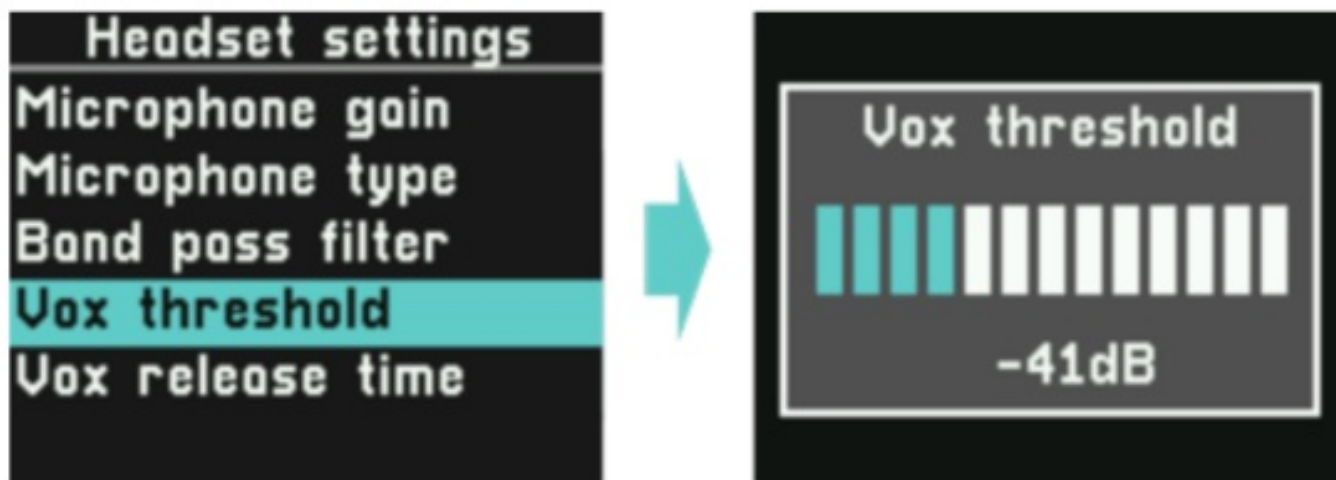 Headset settings
Microphone gain
Microphone type
Band pass filter
Vox threshold
Vox release time
Vox threshold
-41dB